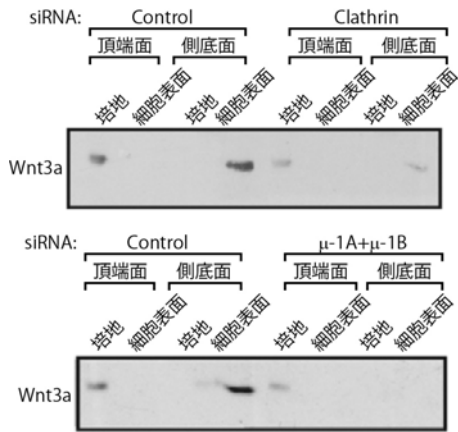 siRNA: Control Clathrin
頂端面 側底面 頂端面 側底面
培地 細胞表面 培地 細胞表面 培地 細胞表面 培地 細胞表面
Wnt3a
siRNA: Control μ-1A+μ-1B
頂端面 側底面 頂端面 側底面
培地 細胞表面 培地 細胞表面 培地 細胞表面 培地 細胞表面
Wnt3a